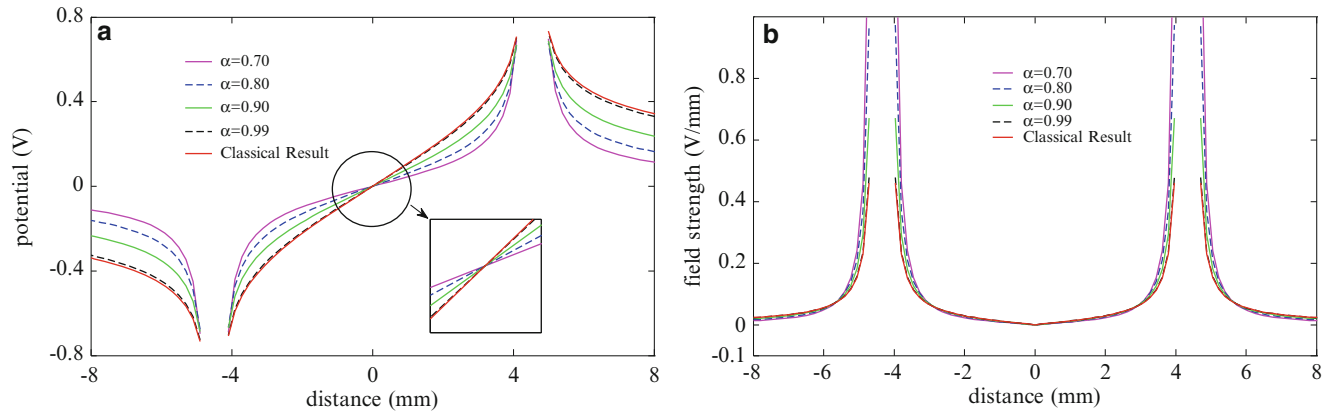 a
0.8
0.4
0
-0.4
-0.8
potential (V)
α=0.70
α=0.80
α=0.90
α=0.99
Classical Result
-8
-4
0
4
8
distance (mm)
b
0.8
0.6
0.4
0.2
0
-0.1
field strength (V/mm)
α=0.70
α=0.80
α=0.90
α=0.99
Classical Result
-8
-6
-4
-2
0
2
4
6
8
distance (mm)